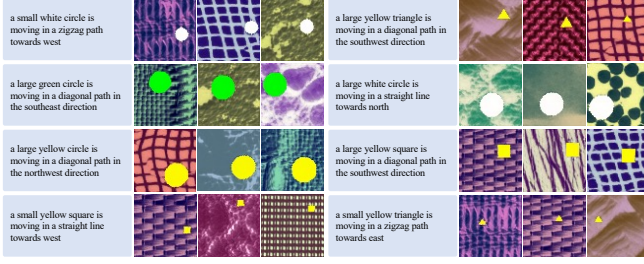 a small white circle is
moving in a zigzag path
towards west
a large yellow triangle is
moving in a diagonal path in
the southwest direction
a large green circle is
moving in a diagonal path in
the southeast direction
a large white circle is
moving in a straight line
towards north
a large yellow circle is
moving in a diagonal path in
the northwest direction
a large yellow square is
moving in a diagonal path in
the southwest direction
a small yellow square is
moving in a straight line
towards west
a small yellow triangle is
moving in a zigzag path
towards east